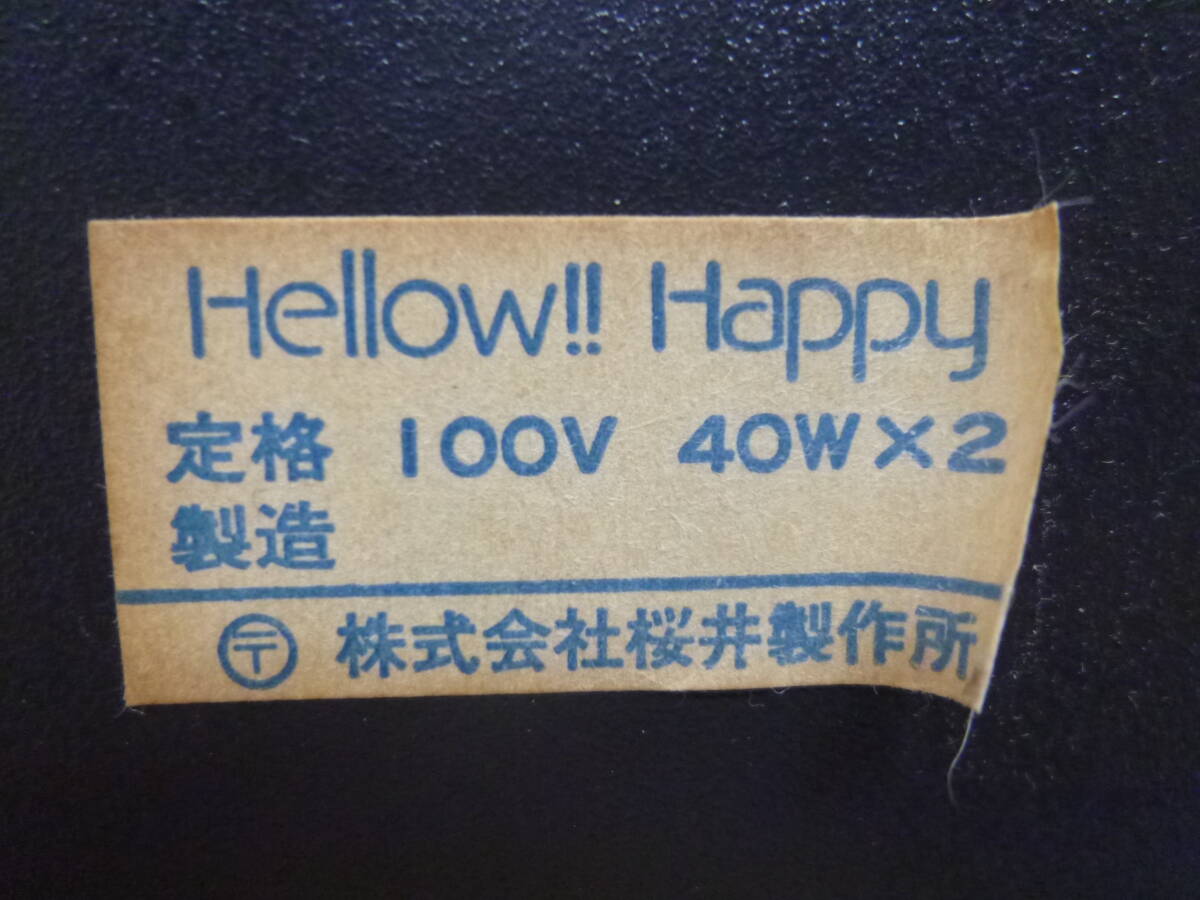 Hellow!! Happy
定格 100V 40W×2
製造
〶 株式会社桜井製作所